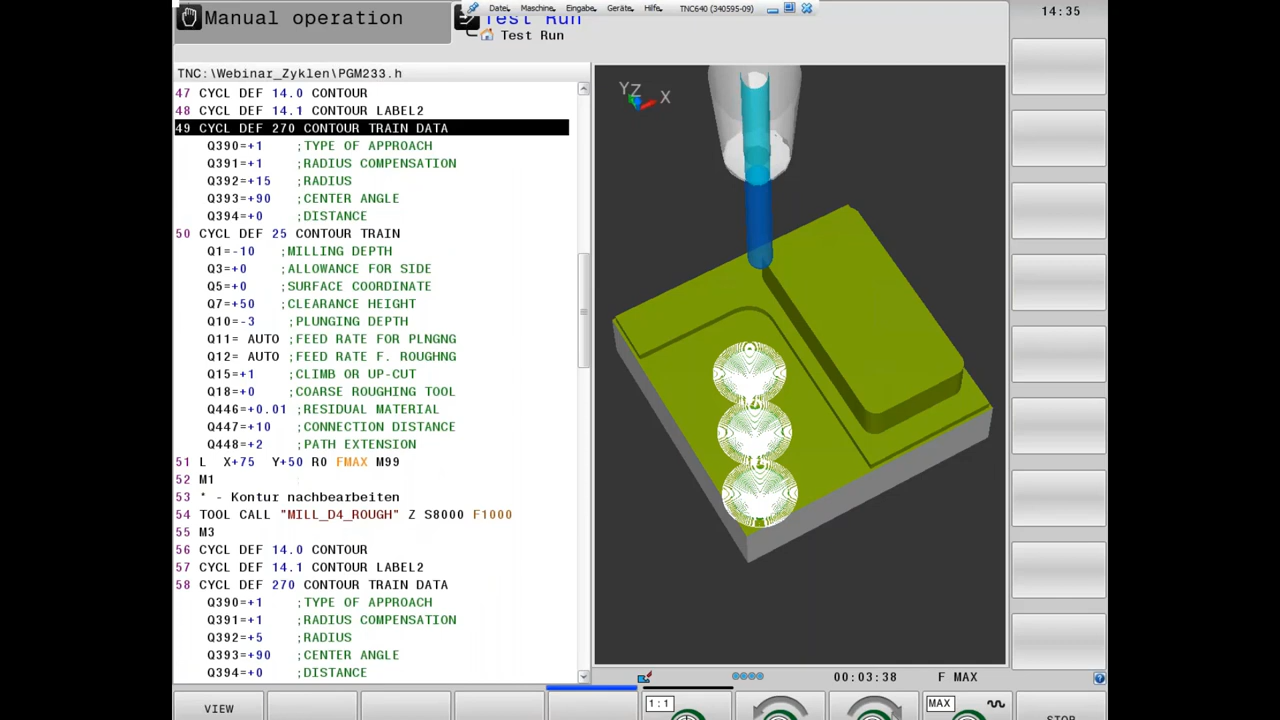 Manual operation
Datei Maschine Eingabe Geräte Hilfe TNC640 (340595-09)
Test Run
Test Run
14:35
TNC:\Webinar_Zyklen\PGM233.h
47 CYCL DEF 14.0 CONTOUR
48 CYCL DEF 14.1 CONTOUR LABEL2
49 CYCL DEF 270 CONTOUR TRAIN DATA
Q390=+1 ;TYPE OF APPROACH
Q391=+1 ;RADIUS COMPENSATION
Q392=+15 ;RADIUS
Q393=+90 ;CENTER ANGLE
Q394=+0 ;DISTANCE
50 CYCL DEF 25 CONTOUR TRAIN
Q1=-10 ;MILLING DEPTH
Q3=+0 ;ALLOWANCE FOR SIDE
Q5=+0 ;SURFACE COORDINATE
Q7=+50 ;CLEARANCE HEIGHT
Q10=-3 ;PLUNGING DEPTH
Q11= AUTO ;FEED RATE FOR PLNGNG
Q12= AUTO ;FEED RATE F. ROUGHNG
Q15=+1 ;CLIMB OR UP-CUT
Q18=+0 ;COARSE ROUGHING TOOL
Q446=+0.01 ;RESIDUAL MATERIAL
Q447=+10 ;CONNECTION DISTANCE
Q448=+2 ;PATH EXTENSION
51 L X+75 Y+50 R0 FMAX M99
52 M1
53 * - Kontur nachbearbeiten
54 TOOL CALL "MILL_D4_ROUGH" Z S8000 F1000
55 M3
56 CYCL DEF 14.0 CONTOUR
57 CYCL DEF 14.1 CONTOUR LABEL2
58 CYCL DEF 270 CONTOUR TRAIN DATA
Q390=+1 ;TYPE OF APPROACH
Q391=+1 ;RADIUS COMPENSATION
Q392=+5 ;RADIUS
Q393=+90 ;CENTER ANGLE
Q394=+0 ;DISTANCE
Y Z X
00:03:38 F MAX
VIEW
1:1
MAX
STOP